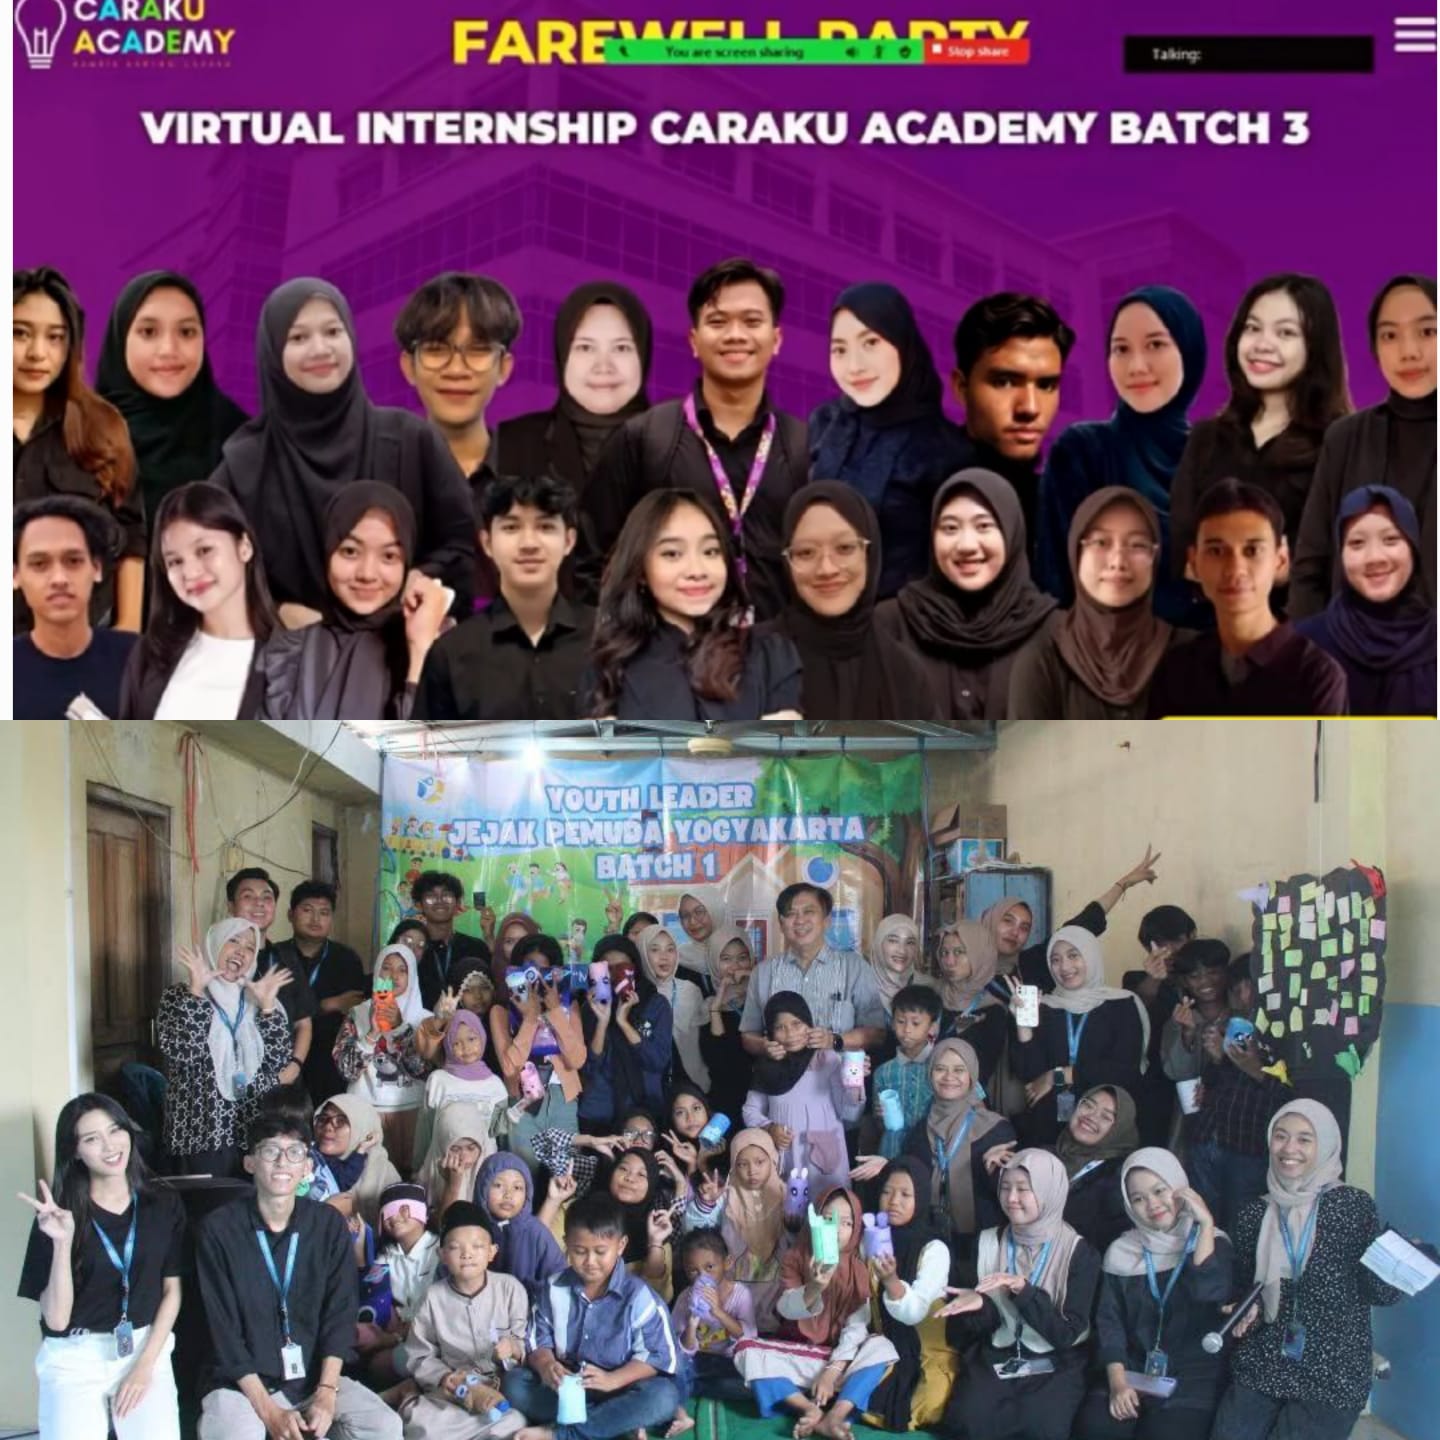 CARAKU
ACADEMY
FAREWELL PARTY
You are screen sharing
Stop share
Talking:
VIRTUAL INTERNSHIP CARAKU ACADEMY BATCH 3
YOUTH LEADER
JEJAK PEMUDA YOGYAKARTA
BATCH 1